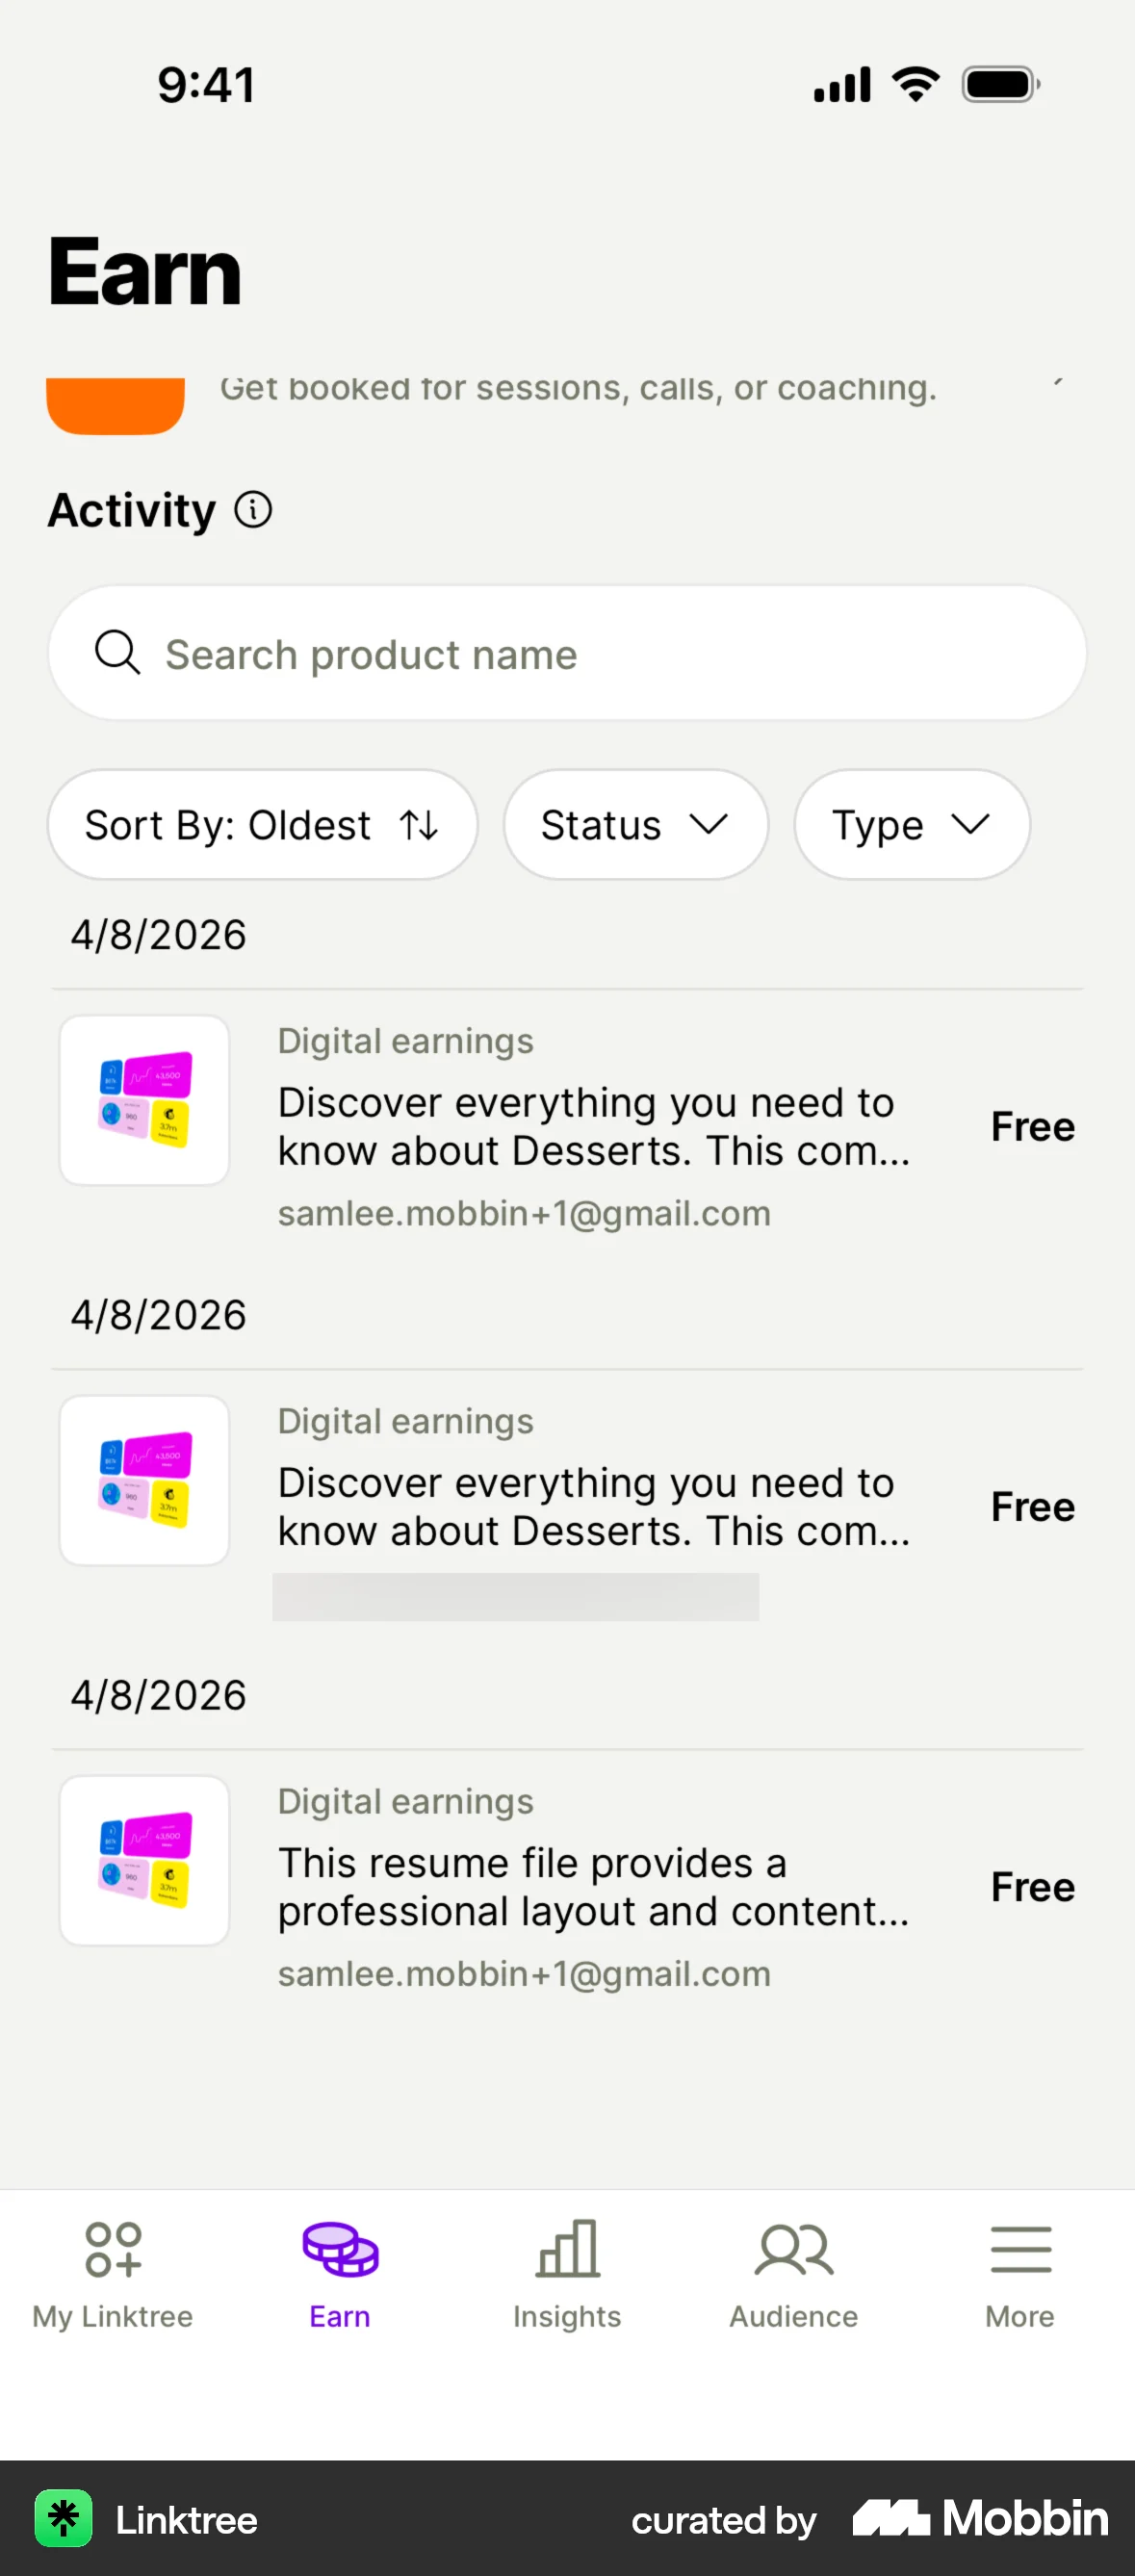 9:41
Earn
Get booked for sessions, calls, or coaching.
Activity
Search product name
Sort By: Oldest
Status
Type
4/8/2026
Digital earnings
Discover everything you need to
know about Desserts. This com...
Free
samlee.mobbin+1@gmail.com
4/8/2026
Digital earnings
Discover everything you need to
know about Desserts. This com...
Free
4/8/2026
Digital earnings
This resume file provides a
professional layout and content...
Free
samlee.mobbin+1@gmail.com
My Linktree
Earn
Insights
Audience
More
Linktree
curated by
Mobbin